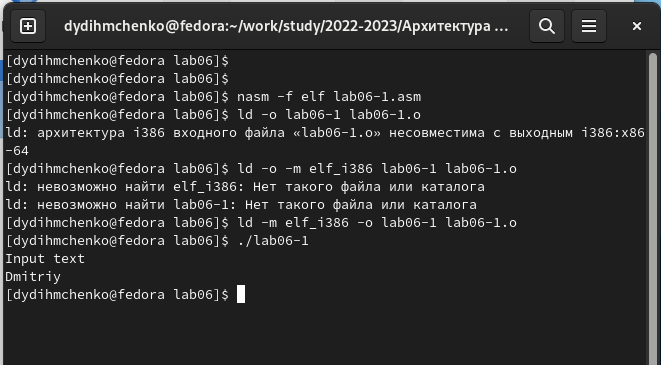 dydihmchenko@fedora:~/work/study/2022-2023/Архитектура ...
[dydihmchenko@fedora lab06]$
[dydihmchenko@fedora lab06]$
[dydihmchenko@fedora lab06]$ nasm -f elf lab06-1.asm
[dydihmchenko@fedora lab06]$ ld -o lab06-1 lab06-1.o
ld: архитектура i386 входного файла «lab06-1.o» несовместима с выходным i386:x86
-64
[dydihmchenko@fedora lab06]$ ld -o -m elf_i386 lab06-1 lab06-1.o
ld: невозможно найти elf_i386: Нет такого файла или каталога
ld: невозможно найти lab06-1: Нет такого файла или каталога
[dydihmchenko@fedora lab06]$ ld -m elf_i386 -o lab06-1 lab06-1.o
[dydihmchenko@fedora lab06]$ ./lab06-1
Input text
Dmitriy
[dydihmchenko@fedora lab06]$